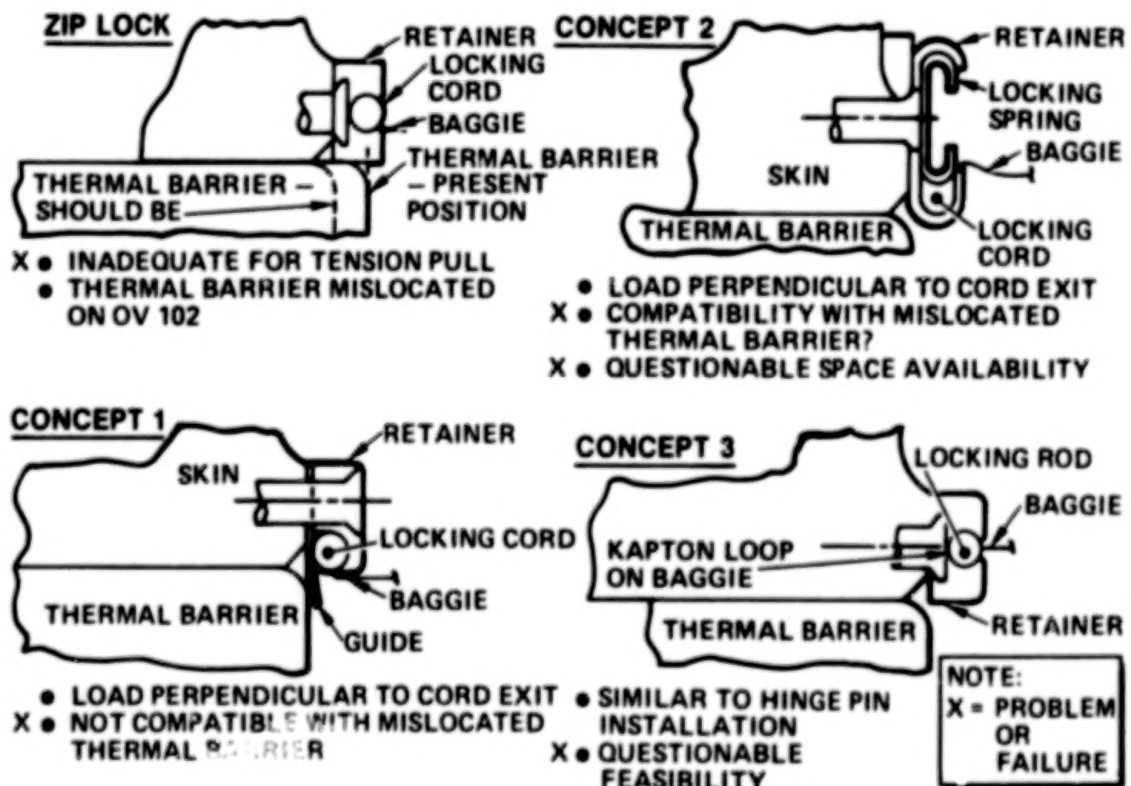 ZIP LOCK
RETAINER
LOCKING
CORD
BAGGIE
THERMAL BARRIER
– PRESENT
POSITION
THERMAL BARRIER –
SHOULD BE
X ● INADEQUATE FOR TENSION PULL
● THERMAL BARRIER MISLOCATED
ON OV 102
CONCEPT 2
RETAINER
LOCKING
SPRING
BAGGIE
SKIN
THERMAL BARRIER
LOCKING
CORD
● LOAD PERPENDICULAR TO CORD EXIT
X ● COMPATIBILITY WITH MISLOCATED
THERMAL BARRIER?
X ● QUESTIONABLE SPACE AVAILABILITY
CONCEPT 1
RETAINER
SKIN
LOCKING CORD
BAGGIE
THERMAL BARRIER
GUIDE
● LOAD PERPENDICULAR TO CORD EXIT
X ● NOT COMPATIBLE WITH MISLOCATED
THERMAL BARRIER
CONCEPT 3
LOCKING ROD
BAGGIE
KAPTON LOOP
ON BAGGIE
THERMAL BARRIER
RETAINER
● SIMILAR TO HINGE PIN
INSTALLATION
X ● QUESTIONABLE
FEASIBILITY
NOTE:
X = PROBLEM
OR
FAILURE